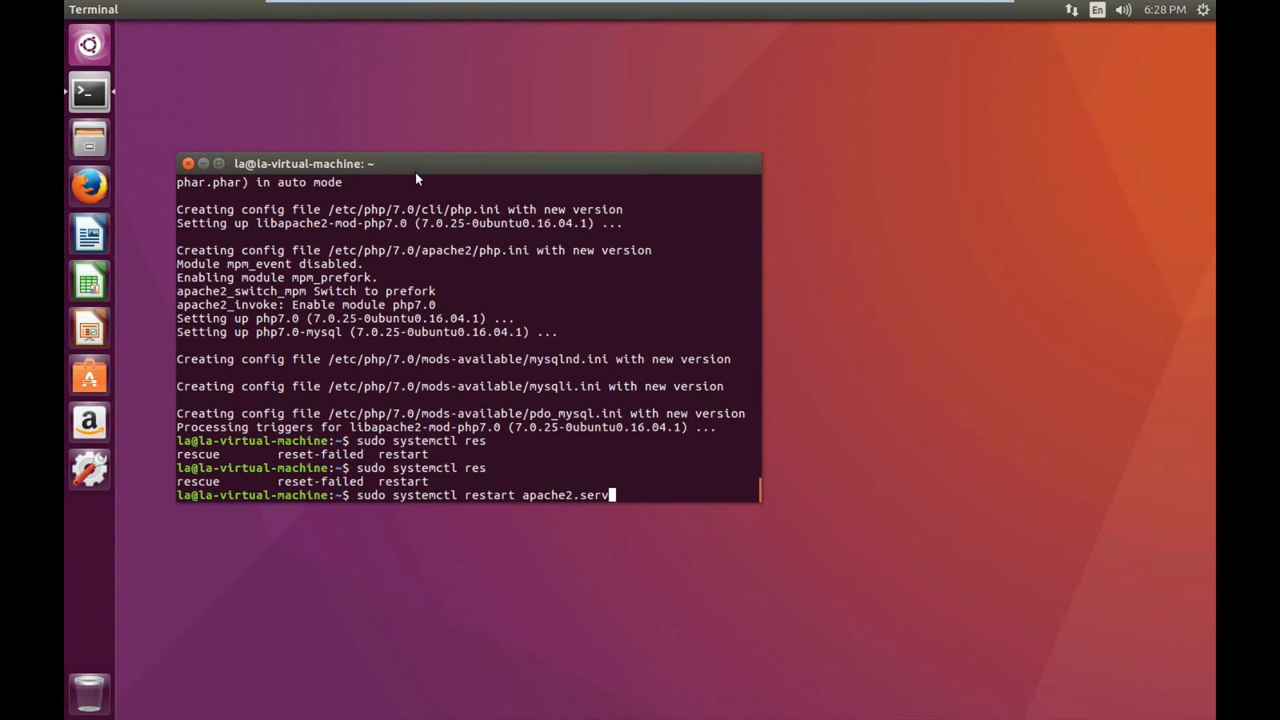 Terminal
En
6:28 PM
la@la-virtual-machine: ~
phar.phar) in auto mode
Creating config file /etc/php/7.0/cli/php.ini with new version
Setting up libapache2-mod-php7.0 (7.0.25-0ubuntu0.16.04.1) ...
Creating config file /etc/php/7.0/apache2/php.ini with new version
Module mpm_event disabled.
Enabling module mpm_prefork.
apache2_switch_mpm Switch to prefork
apache2_invoke: Enable module php7.0
Setting up php7.0 (7.0.25-0ubuntu0.16.04.1) ...
Setting up php7.0-mysql (7.0.25-0ubuntu0.16.04.1) ...
Creating config file /etc/php/7.0/mods-available/mysqlnd.ini with new version
Creating config file /etc/php/7.0/mods-available/mysqli.ini with new version
Creating config file /etc/php/7.0/mods-available/pdo_mysql.ini with new version
Processing triggers for libapache2-mod-php7.0 (7.0.25-0ubuntu0.16.04.1) ...
la@la-virtual-machine:~$ sudo systemctl res
rescue reset-failed restart
la@la-virtual-machine:~$ sudo systemctl res
rescue reset-failed restart
la@la-virtual-machine:~$ sudo systemctl restart apache2.serv